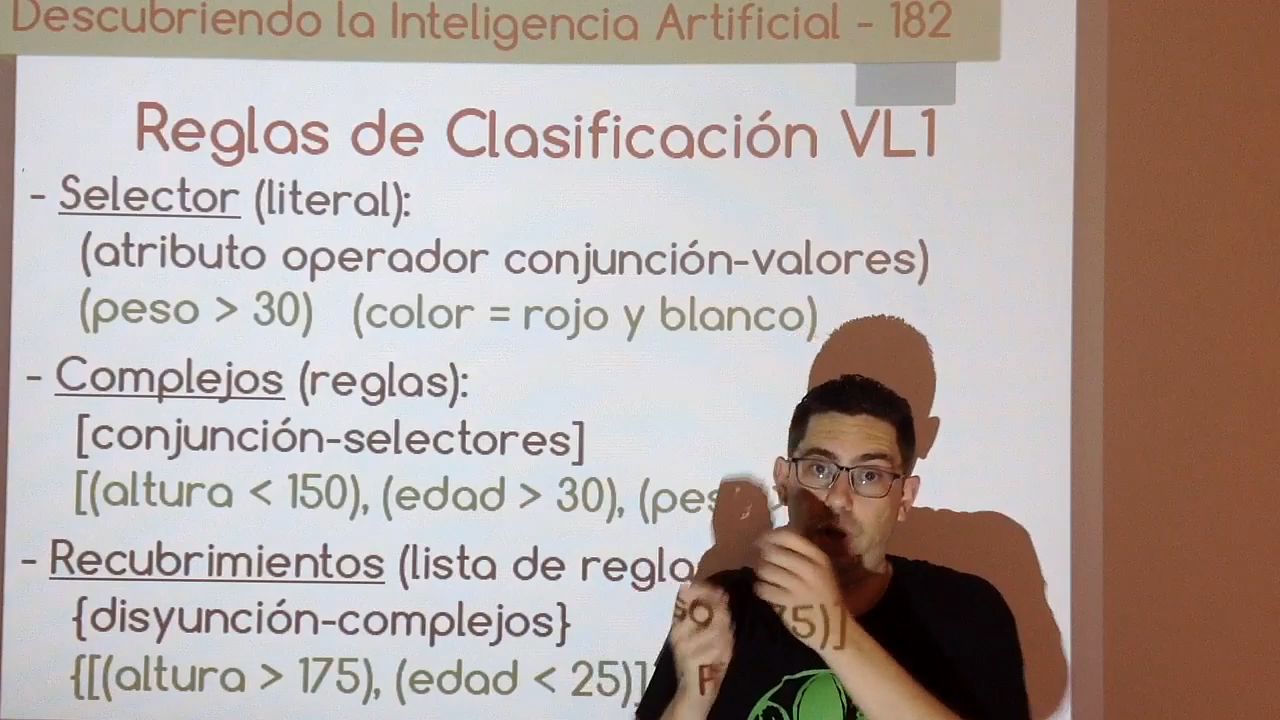 Descubriendo la Inteligencia Artificial - 182
Reglas de Clasificación VL1
- Selector (literal):
(atributo operador conjunción-valores)
(peso > 30) (color = rojo y blanco)
- Complejos (reglas):
[conjunción-selectores]
[(altura < 150), (edad > 30), (pes
- Recubrimientos (lista de regla
{disyunción-complejos}
so 75)]
{[(altura > 175), (edad < 25)]